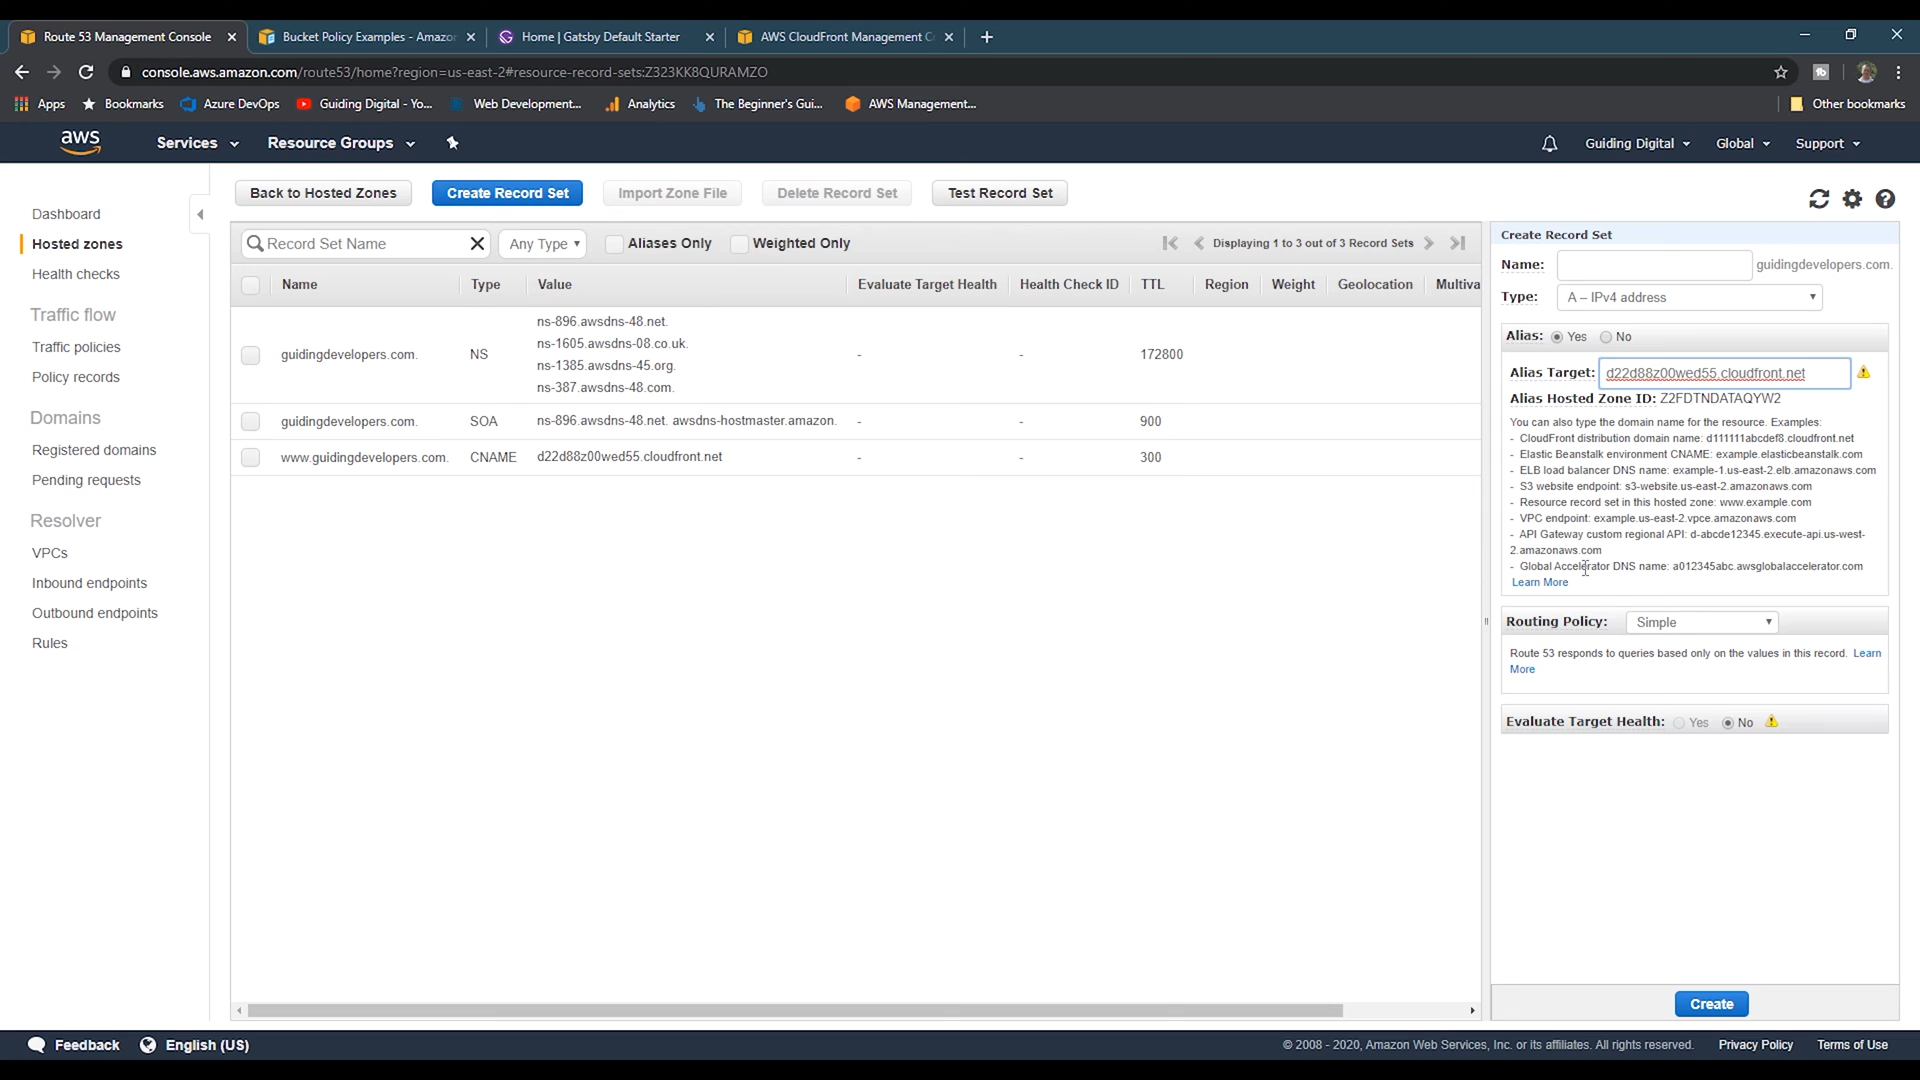 Route 53 Management Console
Bucket Policy Examples - Amazo
Home | Gatsby Default Starter
AWS CloudFront Management C
console.aws.amazon.com/route53/home?region=us-east-2#resource-record-sets:Z323KK8QURAMZO
Apps
Bookmarks
Azure DevOps
Guiding Digital - Yo...
Web Development...
Analytics
The Beginner's Gui...
AWS Management...
Other bookmarks
aws
Services
Resource Groups
Guiding Digital
Global
Support
Dashboard
Hosted zones
Health checks
Traffic flow
Traffic policies
Policy records
Domains
Registered domains
Pending requests
Resolver
VPCs
Inbound endpoints
Outbound endpoints
Rules
Back to Hosted Zones
Create Record Set
Import Zone File
Delete Record Set
Test Record Set
Record Set Name
Any Type
Aliases Only
Weighted Only
Displaying 1 to 3 out of 3 Record Sets
Name Type Value Evaluate Target Health Health Check ID TTL Region Weight Geolocation Multiva
guidingdevelopers.com. NS ns-896.awsdns-48.net. - - 172800
ns-1605.awsdns-08.co.uk.
ns-1385.awsdns-45.org.
ns-387.awsdns-48.com.
guidingdevelopers.com. SOA ns-896.awsdns-48.net. awsdns-hostmaster.amazon. - - 900
www.guidingdevelopers.com. CNAME d22d88z00wed55.cloudfront.net - - 300
Create Record Set
Name: guidingdevelopers.com.
Type: A – IPv4 address
Alias: Yes No
Alias Target: d22d88z00wed55.cloudfront.net
Alias Hosted Zone ID: Z2FDTNDATAQYW2
You can also type the domain name for the resource. Examples:
- CloudFront distribution domain name: d111111abcdef8.cloudfront.net
- Elastic Beanstalk environment CNAME: example.elasticbeanstalk.com
- ELB load balancer DNS name: example-1.us-east-2.elb.amazonaws.com
- S3 website endpoint: s3-website.us-east-2.amazonaws.com
- Resource record set in this hosted zone: www.example.com
- VPC endpoint: example.us-east-2.vpce.amazonaws.com
- API Gateway custom regional API: d-abcde12345.execute-api.us-west-
2.amazonaws.com
- Global Accelerator DNS name: a012345abc.awsglobalaccelerator.com
Learn More
Routing Policy: Simple
Route 53 responds to queries based only on the values in this record. Learn
More
Evaluate Target Health: Yes No
Create
Feedback
English (US)
© 2008 - 2020, Amazon Web Services, Inc. or its affiliates. All rights reserved.
Privacy Policy
Terms of Use